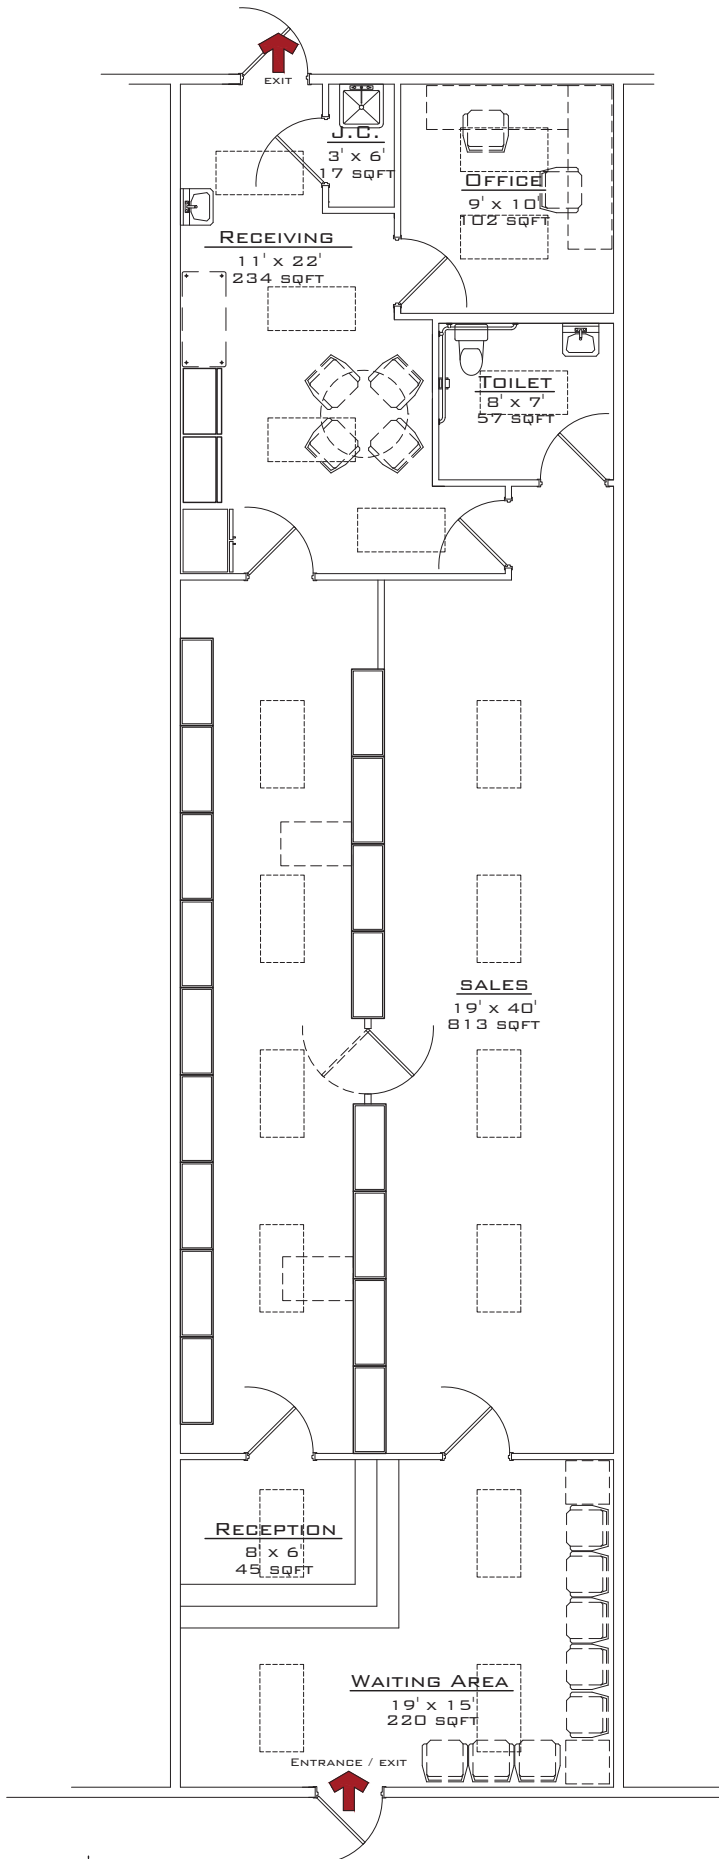 EXIT
J.C.
3' x 6'
17 SQFT
OFFICE
9' x 10'
102 SQFT
RECEIVING
11' x 22'
234 SQFT
TOILET
8' x 7'
57 SQFT
SALES
19' x 40'
813 SQFT
RECEPTION
8' x 6'
45 SQFT
WAITING AREA
19' x 15'
220 SQFT
ENTRANCE / EXIT